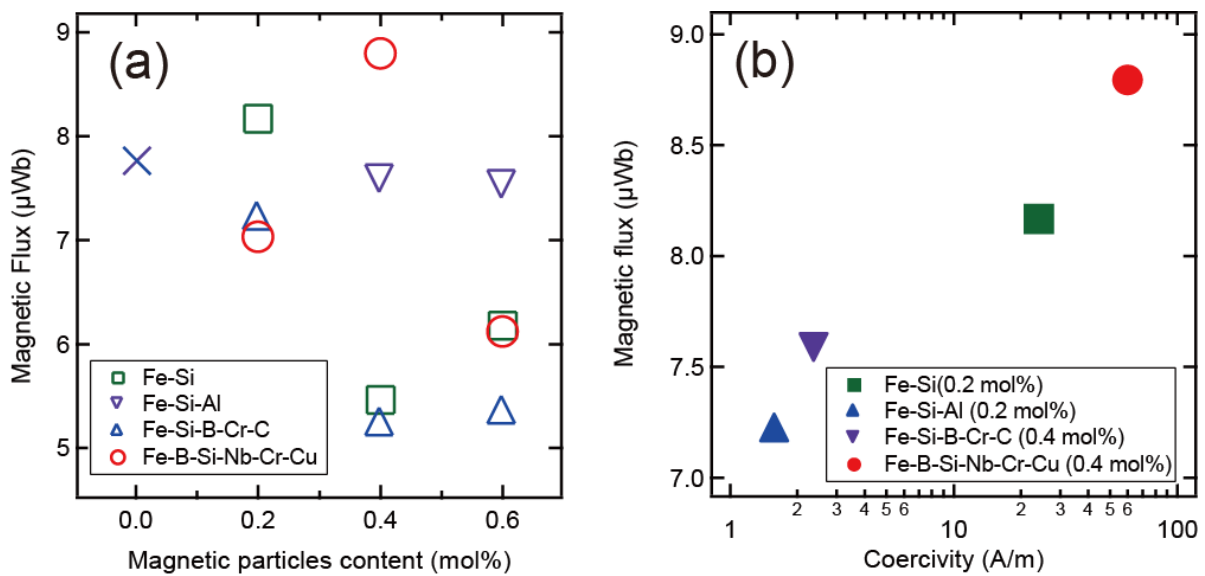 (a)
Magnetic Flux (μWb)
9
8
7
6
5
Fe-Si
Fe-Si-Al
Fe-Si-B-Cr-C
Fe-B-Si-Nb-Cr-Cu
0.0 0.2 0.4 0.6
Magnetic particles content (mol%)
(b)
Magnetic flux (μWb)
9.0
8.5
8.0
7.5
7.0
Fe-Si(0.2 mol%)
Fe-Si-Al (0.2 mol%)
Fe-Si-B-Cr-C (0.4 mol%)
Fe-B-Si-Nb-Cr-Cu (0.4 mol%)
1 2 3 4 5 6 10 2 3 4 5 6 100
Coercivity (A/m)